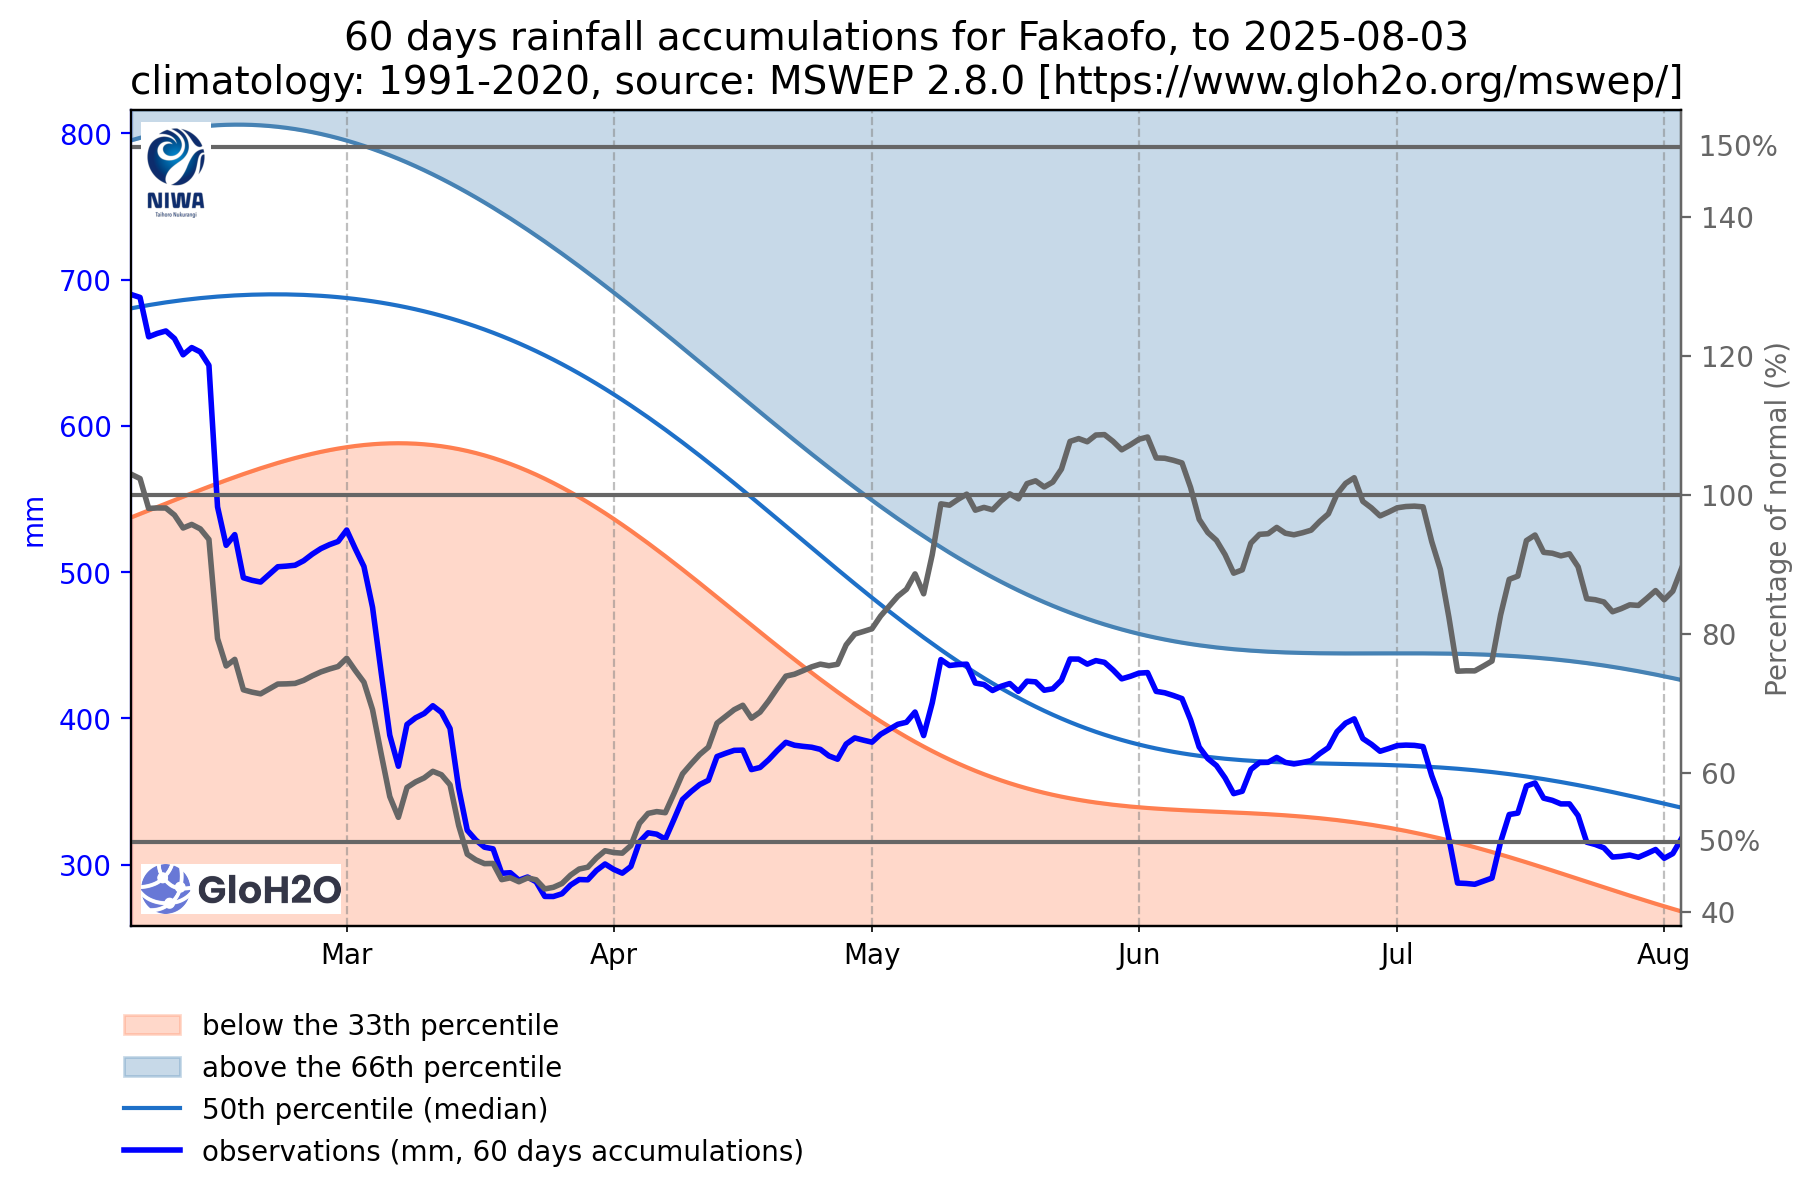 60 days rainfall accumulations for Fakaofo, to 2025-08-03
climatology: 1991-2020, source: MSWEP 2.8.0 [https://www.gloh2o.org/mswep/]
800
700
600
500
400
300
mm
NIWA
Taihoro Nukurangi
GloH2O
150%
140
120
100
80
60
50%
40
Percentage of normal (%)
Mar
Apr
May
Jun
Jul
Aug
below the 33th percentile
above the 66th percentile
50th percentile (median)
observations (mm, 60 days accumulations)